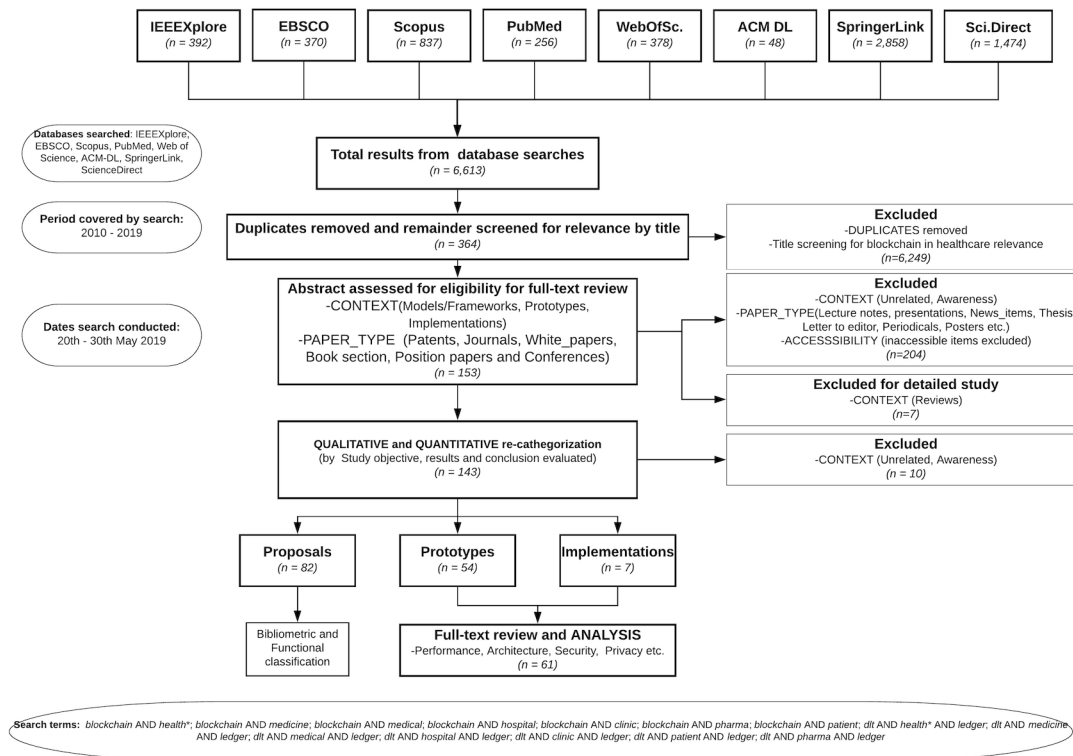 IEEEXplore
(n = 392)
EBSCO
(n = 370)
Scopus
(n = 837)
PubMed
(n = 256)
WebOfSc.
(n = 378)
ACM DL
(n = 48)
SpringerLink
(n = 2,858)
Sci.Direct
(n = 1,474)
Databases searched: IEEEXplore,
EBSCO, Scopus, PubMed, Web of
Science, ACM-DL, SpringerLink,
ScienceDirect
Total results from database searches
(n = 6,613)
Period covered by search:
2010 - 2019
Duplicates removed and remainder screened for relevance by title
(n = 364)
Excluded
-DUPLICATES removed
-Title screening for blockchain in healthcare relevance
(n=6,249)
Dates search conducted:
20th - 30th May 2019
Abstract assessed for eligibility for full-text review
-CONTEXT(Models/Frameworks, Prototypes,
Implementations)
-PAPER_TYPE (Patents, Journals, White_papers,
Book section, Position papers and Conferences)
(n = 153)
Excluded
-CONTEXT (Unrelated, Awareness)
-PAPER_TYPE(Lecture notes, presentations, News_items, Thesis
Letter to editor, Periodicals, Posters etc.)
-ACCESSSIBILITY (inaccessible items excluded)
(n=204)
Excluded for detailed study
-CONTEXT (Reviews)
(n=7)
QUALITATIVE and QUANTITATIVE re-cathegorization
(by Study objective, results and conclusion evaluated)
(n = 143)
Excluded
-CONTEXT (Unrelated, Awareness)
(n = 10)
Proposals
(n = 82)
Prototypes
(n = 54)
Implementations
(n = 7)
Bibliometric and
Functional
classification
Full-text review and ANALYSIS
-Performance, Architecture, Security, Privacy etc.
(n = 61)
Search terms: blockchain AND health*; blockchain AND medicine; blockchain AND medical; blockchain AND hospital; blockchain AND clinic; blockchain AND pharma; blockchain AND patient; dlt AND health* AND ledger; dlt AND medicine
AND ledger; dlt AND medical AND ledger; dlt AND hospital AND ledger; dlt AND clinic AND ledger; dlt AND patient AND ledger; dlt AND pharma AND ledger